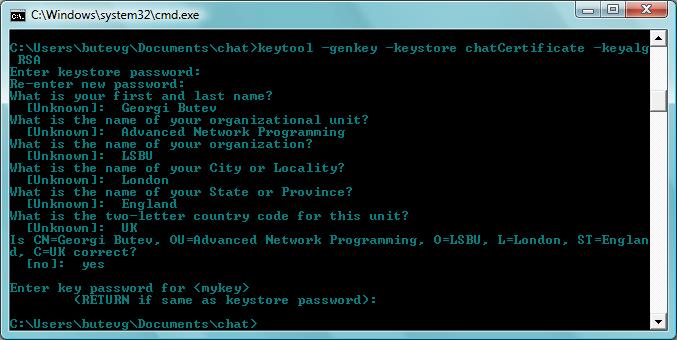 C:\Windows\system32\cmd.exe
C:\Users\butevg\Documents\chat>keytool -genkey -keystore chatCertificate -keyalg
 RSA
Enter keystore password:
Re-enter new password:
What is your first and last name?
  [Unknown]:  Georgi Butev
What is the name of your organizational unit?
  [Unknown]:  Advanced Network Programming
What is the name of your organization?
  [Unknown]:  LSBU
What is the name of your City or Locality?
  [Unknown]:  London
What is the name of your State or Province?
  [Unknown]:  England
What is the two-letter country code for this unit?
  [Unknown]:  UK
Is CN=Georgi Butev, OU=Advanced Network Programming, O=LSBU, L=London, ST=Englan
d, C=UK correct?
  [no]:  yes
Enter key password for <mykey>
        (RETURN if same as keystore password):
C:\Users\butevg\Documents\chat>